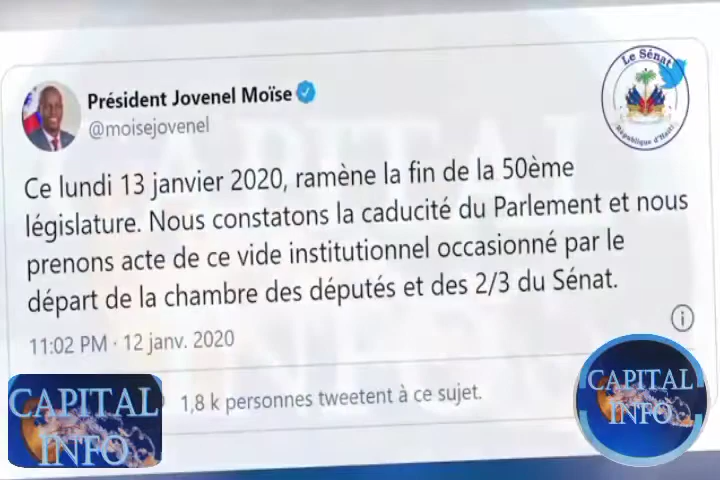 Président Jovenel Moïse
@moisejovenel
Le Sénat
République d'Haïti
Ce lundi 13 janvier 2020, ramène la fin de la 50ème
législature. Nous constatons la caducité du Parlement et nous
prenons acte de ce vide institutionnel occasionné par le
départ de la chambre des députés et des 2/3 du Sénat.
11:02 PM · 12 janv. 2020
1,8 k personnes tweetent à ce sujet.
CAPITAL
INFO
CAPITAL
INFO